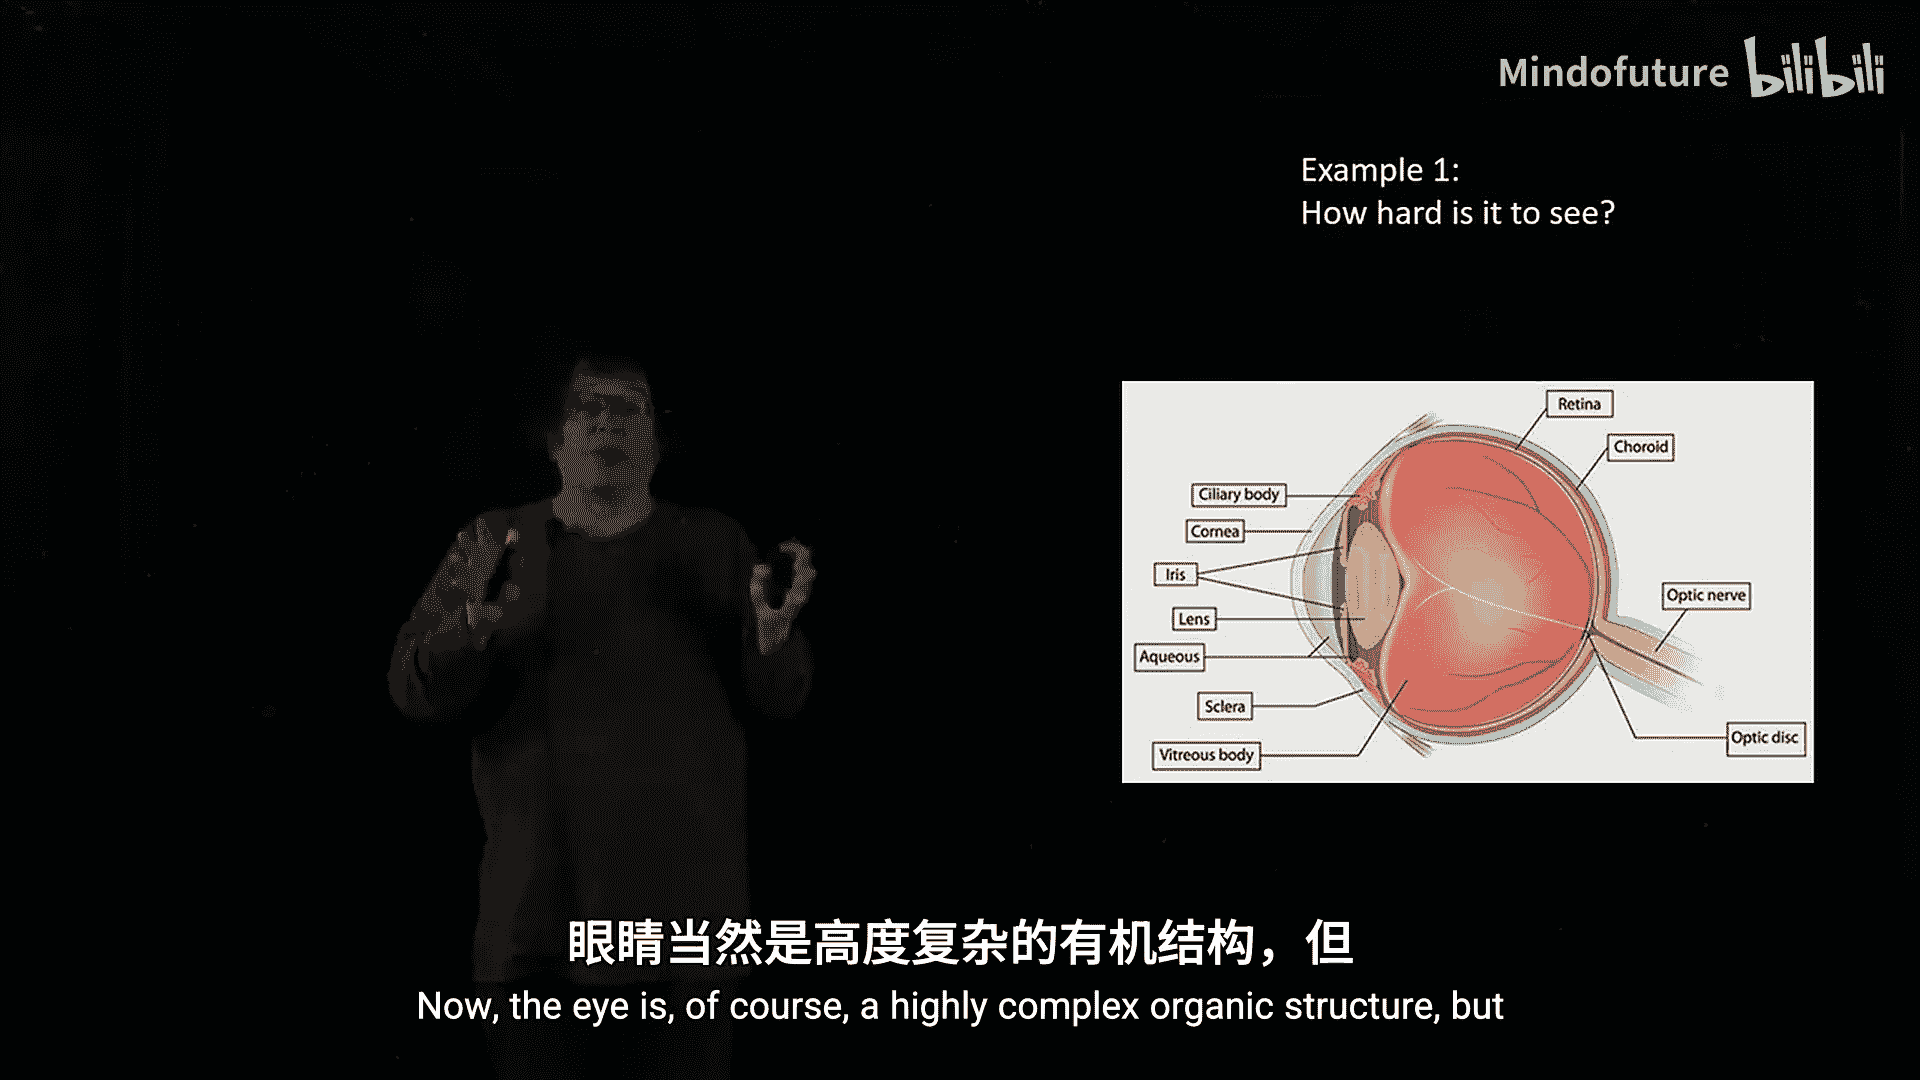 Mindofuture bilibili
Example 1:
How hard is it to see?
Retina
Choroid
Ciliary body
Cornea
Iris
Lens
Optic nerve
Aqueous
Sclera
Optic disc
Vitreous body
眼睛当然是高度复杂的有机结构，但
Now, the eye is, of course, a highly complex organic structure, but